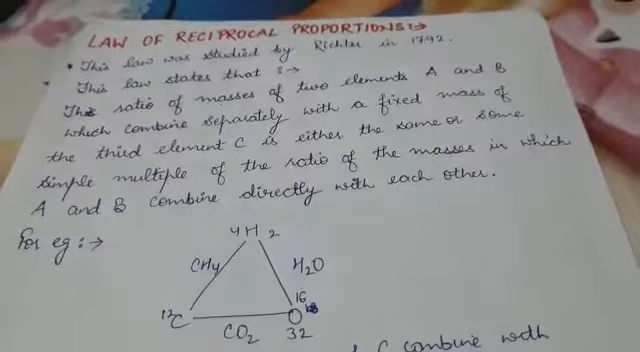 LAW OF RECIPROCAL PROPORTIONS:→
• This law was studied by Richter in 1792.
This law states that :→
The ratio of masses of two elements A and B
which combine separately with a fixed mass of
the third element C is either the same or some
simple multiple of the ratio of the masses in which
A and B combine directly with each other.
For eg:→
4H2
CH4 H2O
16
12C O
CO2 32
C combine with